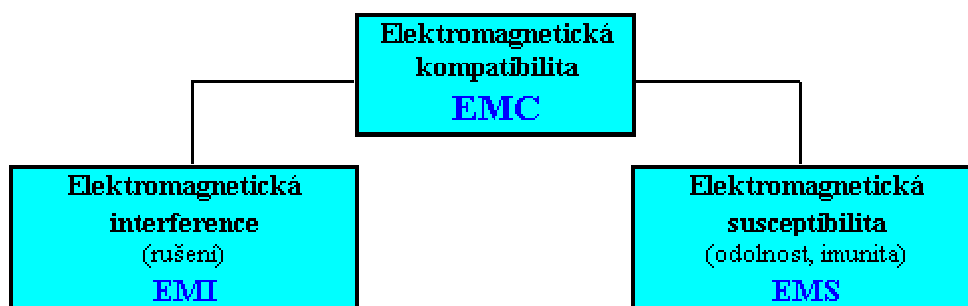 Elektromagnetická
kompatibilita
EMC
Elektromagnetická
interference
(rušení)
EMI
Elektromagnetická
susceptibilita
(odolnost, imunita)
EMS